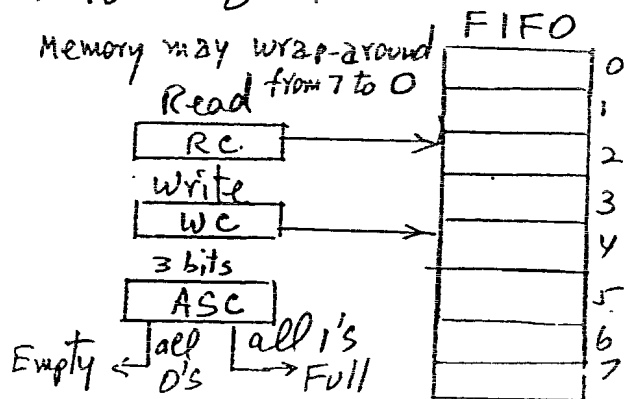 FIFO
Memory may wrap-around
from 7 to 0
Read
RC.
Write
WC
3 bits
ASC
all 0's
all 1's
Empty
Full
0
1
2
3
4
5
6
7